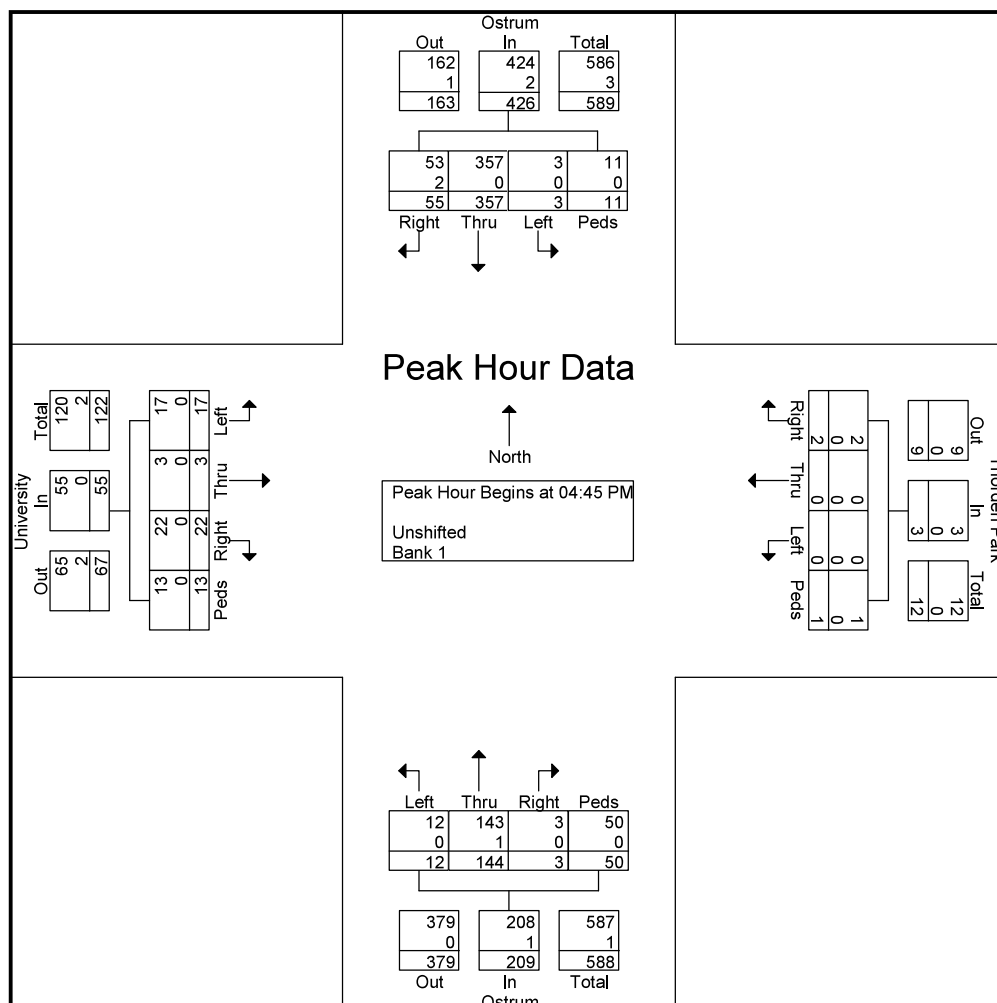 Ostrum
Out In Total
162 424 586
1 2 3
163 426 589
53 357 3 11
2 0 0 0
55 357 3 11
Right Thru Left Peds
Peak Hour Data
North
Peak Hour Begins at 04:45 PM
Unshifted
Bank 1
University
Out In Total
65 55 120
2 0 2
67 55 122
13 22 3 17
0 0 0 0
13 22 3 17
Peds Right Thru Left
Out In Total
9 3 12
0 0 0
9 3 12
2 0 0 1
0 0 0 0
2 0 0 1
Right Thru Left Peds
Left Thru Right Peds
12 143 3 50
0 1 0 0
12 144 3 50
379 208 587
0 1 1
379 209 588
Out In Total
Ostrum